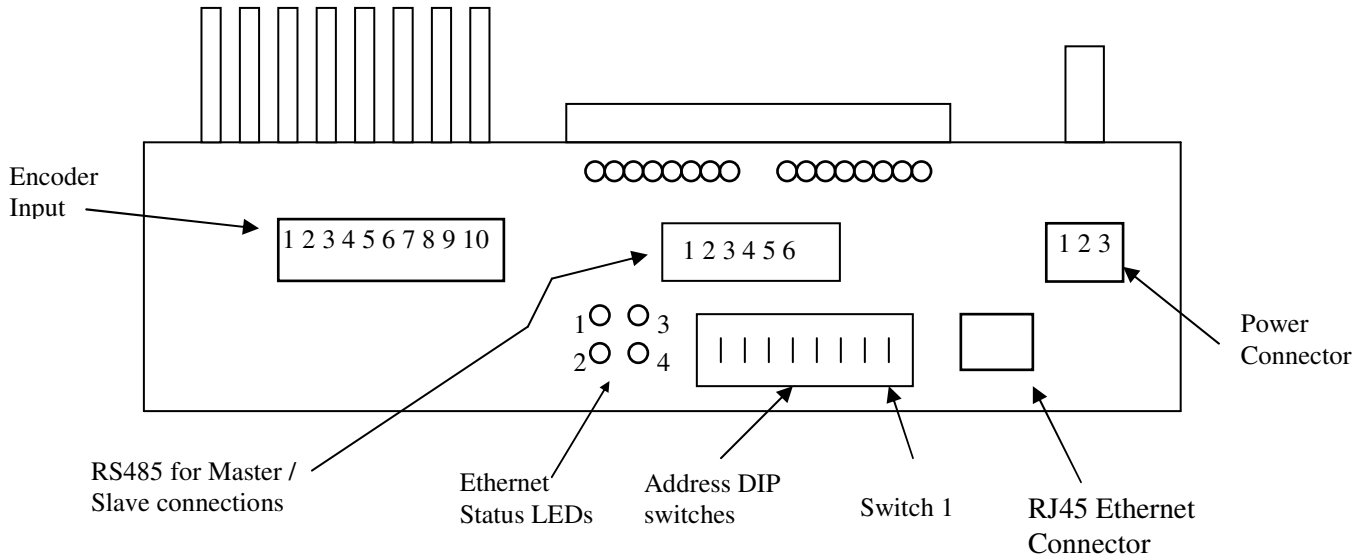 Encoder
Input
1 2 3 4 5 6 7 8 9 10
1 2 3 4 5 6
1 2 3
1
3
2
4
Power
Connector
RS485 for Master /
Slave connections
Ethernet
Status LEDs
Address DIP
switches
Switch 1
RJ45 Ethernet
Connector